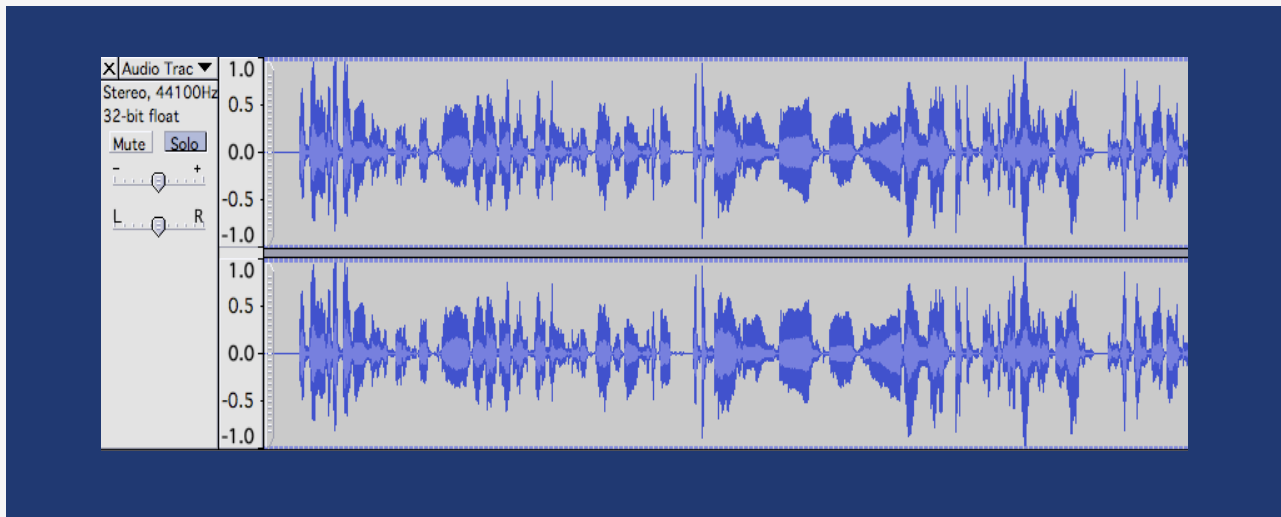 X Audio Trac ▼
Stereo, 44100Hz
32-bit float
Mute Solo
- +
L R
1.0
0.5
0.0
-0.5
-1.0
1.0
0.5
0.0
-0.5
-1.0